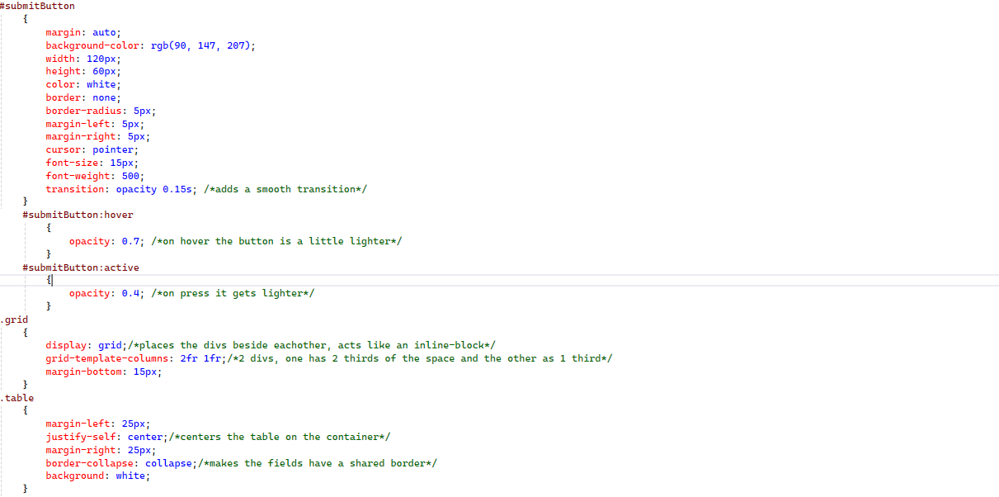 #submitButton
{
margin: auto;
background-color: rgb(90, 147, 207);
width: 120px;
height: 60px;
color: white;
border: none;
border-radius: 5px;
margin-left: 5px;
margin-right: 5px;
cursor: pointer;
font-size: 15px;
font-weight: 500;
transition: opacity 0.15s; /*adds a smooth transition*/
}
#submitButton:hover
{
opacity: 0.7; /*on hover the button is a little lighter*/
}
#submitButton:active
{
opacity: 0.4; /*on press it gets lighter*/
}
.grid
{
display: grid;/*places the divs beside eachother, acts like an inline-block*/
grid-template-columns: 2fr 1fr;/*2 divs, one has 2 thirds of the space and the other as 1 third*/
margin-bottom: 15px;
}
.table
{
margin-left: 25px;
justify-self: center;/*centers the table on the container*/
margin-right: 25px;
border-collapse: collapse;/*makes the fields have a shared border*/
background: white;
}